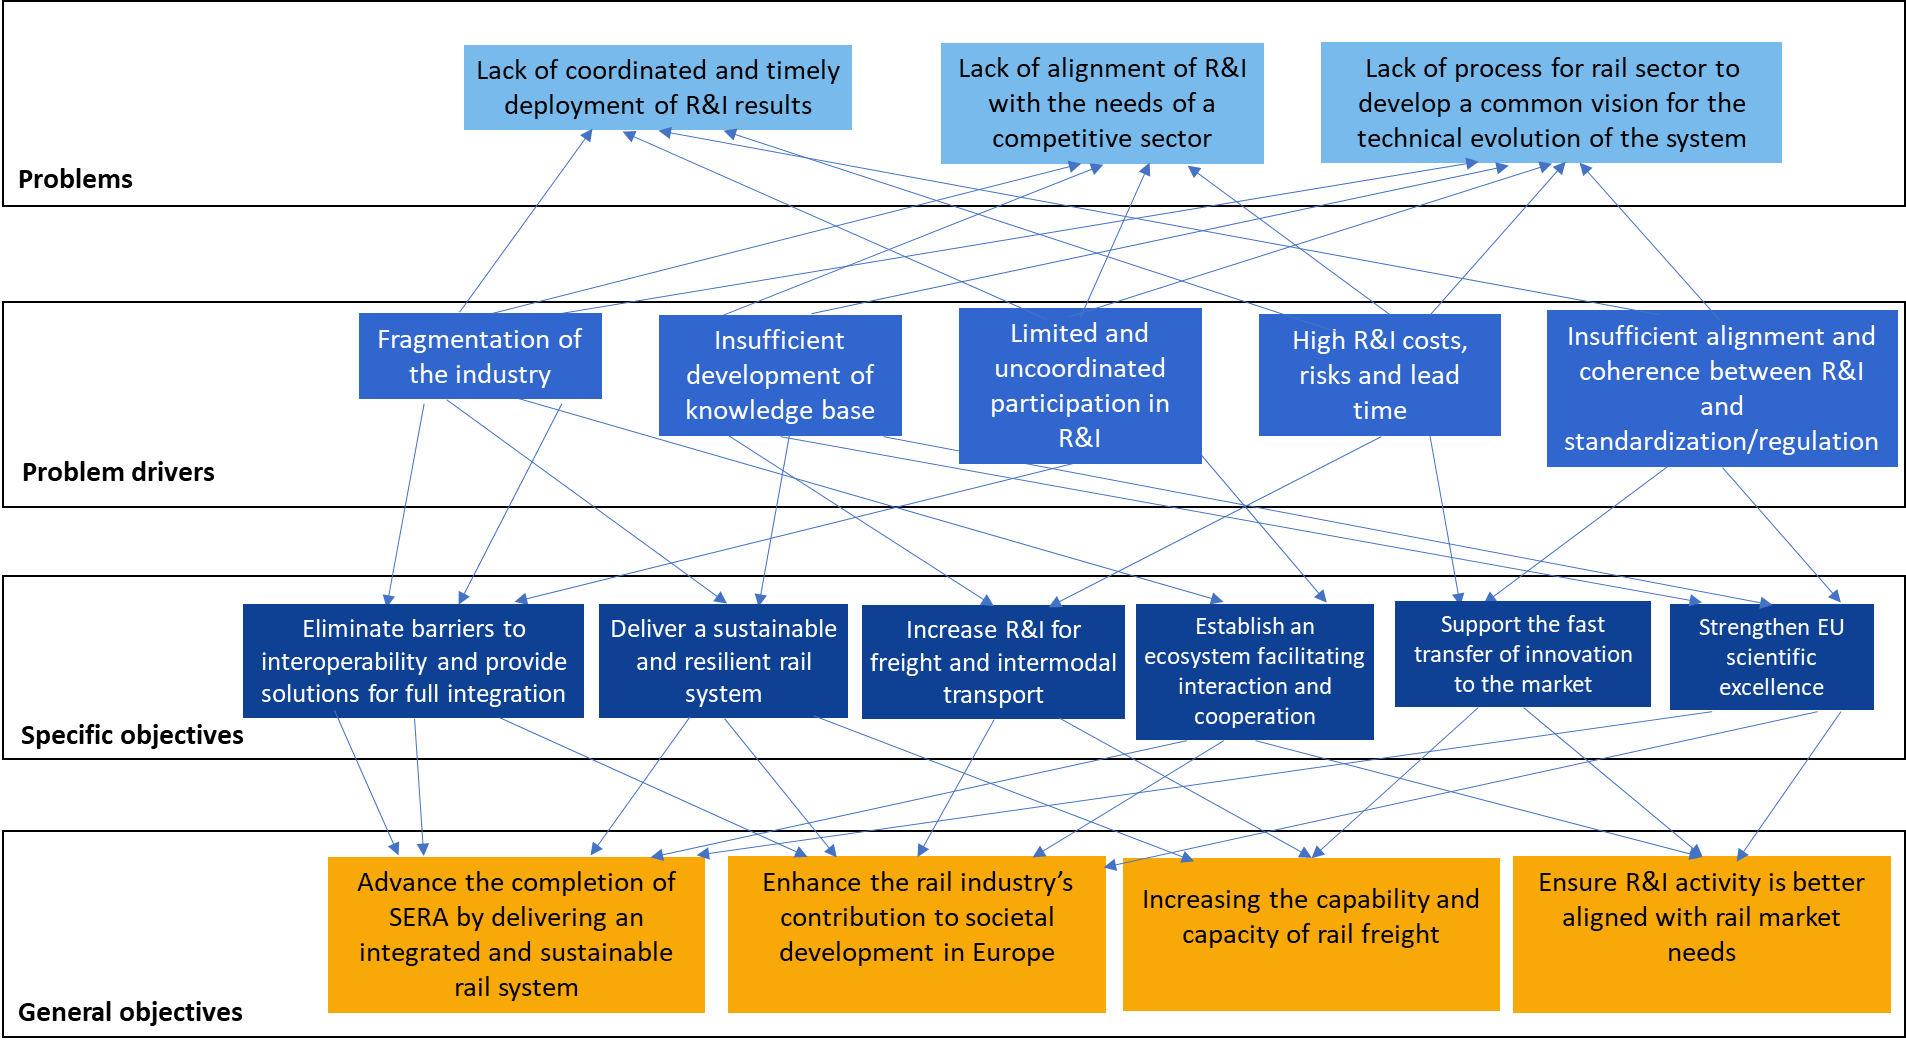 Lack of coordinated and timely
deployment of R&I results
Lack of alignment of R&I
with the needs of a
competitive sector
Lack of process for rail sector to
develop a common vision for the
technical evolution of the system
Problems
Fragmentation of
the industry
Insufficient
development of
knowledge base
Limited and
uncoordinated
participation in
R&I
High R&I costs,
risks and lead
time
Insufficient alignment and
coherence between R&I
and
standardization/regulation
Problem drivers
Eliminate barriers to
interoperability and provide
solutions for full integration
Deliver a sustainable
and resilient rail
system
Increase R&I for
freight and intermodal
transport
Establish an
ecosystem facilitating
interaction and
cooperation
Support the fast
transfer of innovation
to the market
Strengthen EU
scientific
excellence
Specific objectives
Advance the completion of
SERA by delivering an
integrated and sustainable
rail system
Enhance the rail industry’s
contribution to societal
development in Europe
Increasing the capability and
capacity of rail freight
Ensure R&I activity is better
aligned with rail market
needs
General objectives